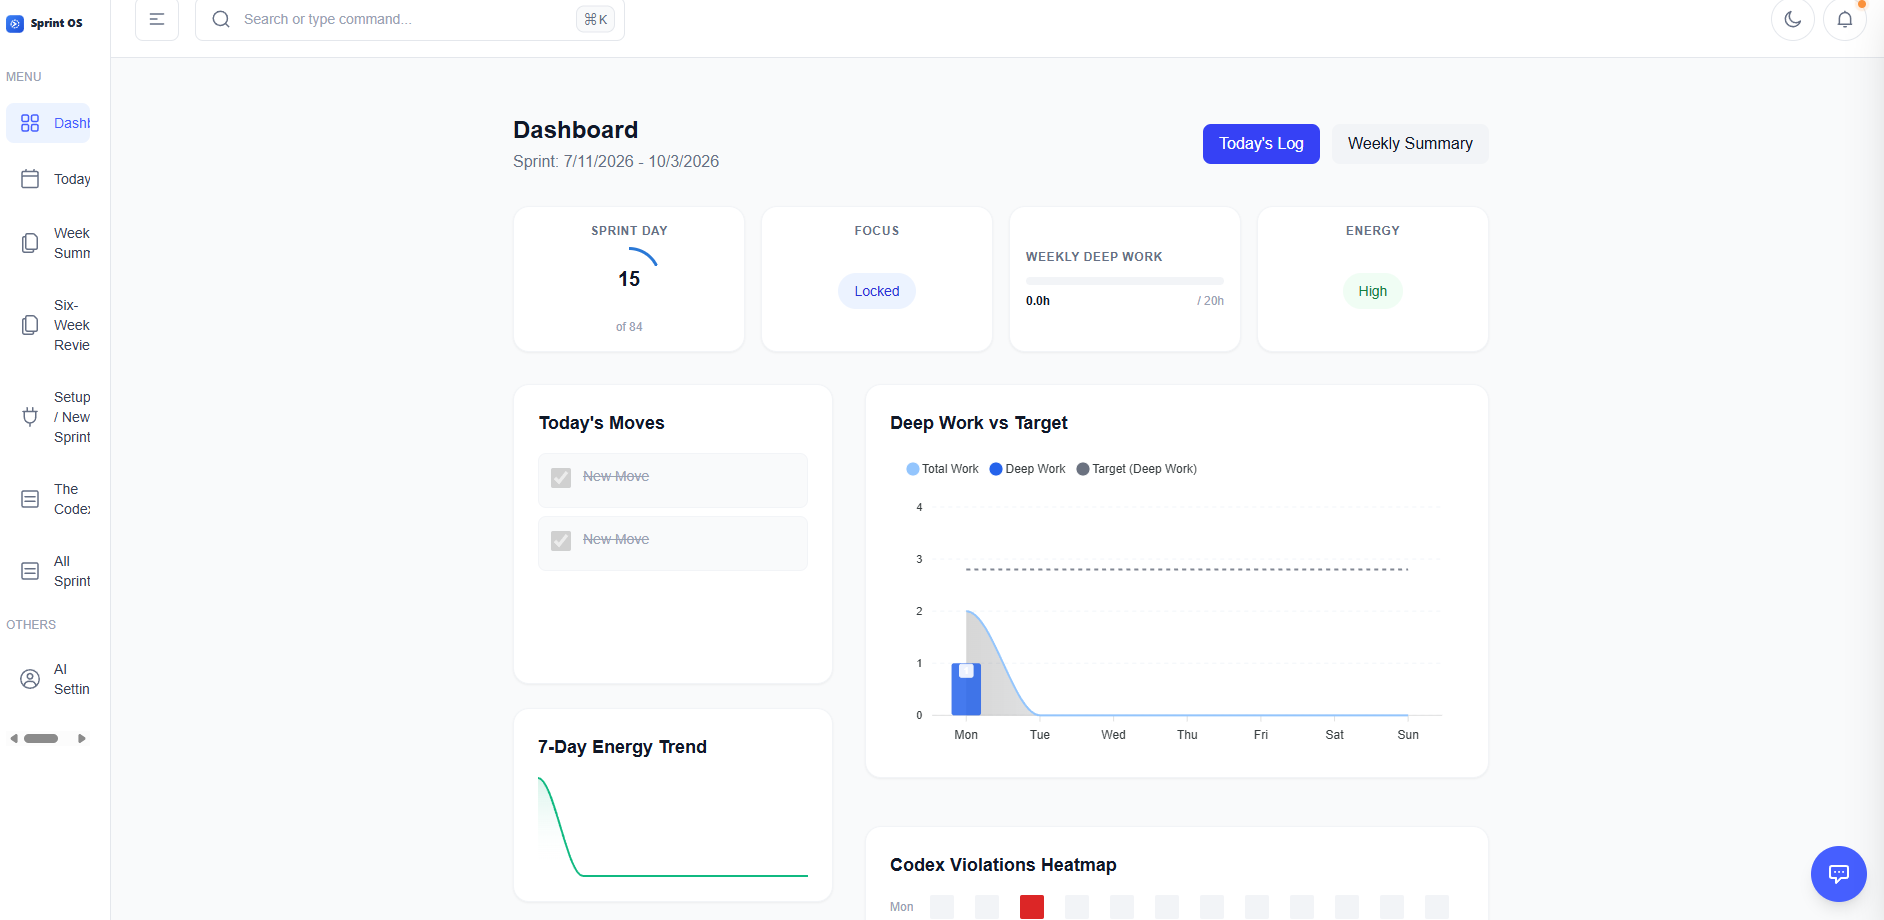 Sprint OS
Search or type command...
⌘K
MENU
Dashb
Today
Week
Summ
Six-
Week
Revie
Setup
/ New
Sprint
The
Codex
All
Sprint
OTHERS
AI
Settin
Dashboard
Sprint: 7/11/2026 - 10/3/2026
Today's Log
Weekly Summary
SPRINT DAY
15
of 84
FOCUS
Locked
WEEKLY DEEP WORK
0.0h
/ 20h
ENERGY
High
Today's Moves
New Move
New Move
7-Day Energy Trend
Deep Work vs Target
Total Work
Deep Work
Target (Deep Work)
4
3
2
1
0
Mon
Tue
Wed
Thu
Fri
Sat
Sun
Codex Violations Heatmap
Mon